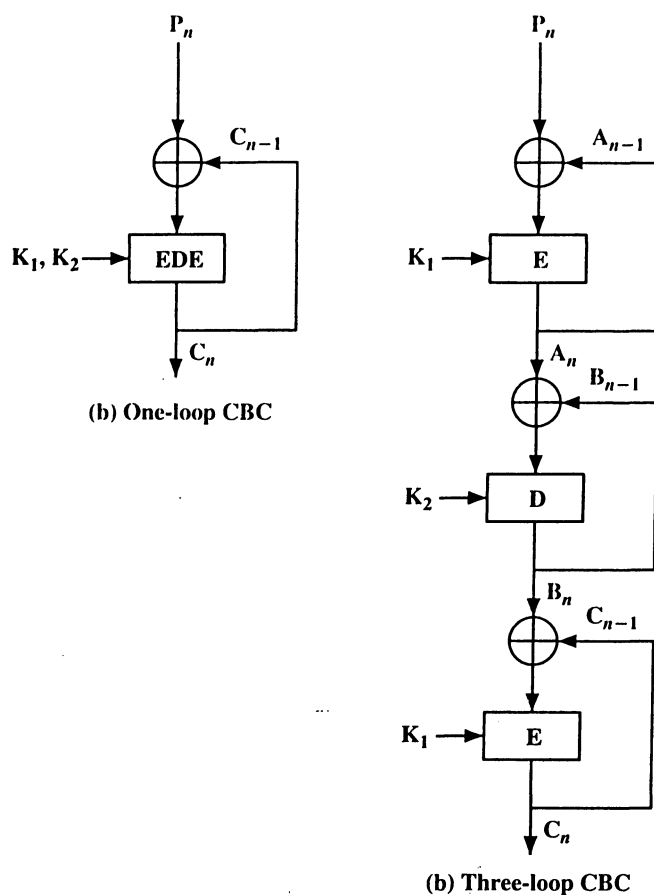 Pn
Cn−1
K1, K2
EDE
Cn
(b) One-loop CBC
Pn
An−1
K1
E
An
Bn−1
K2
D
Bn
Cn−1
K1
E
Cn
(b) Three-loop CBC